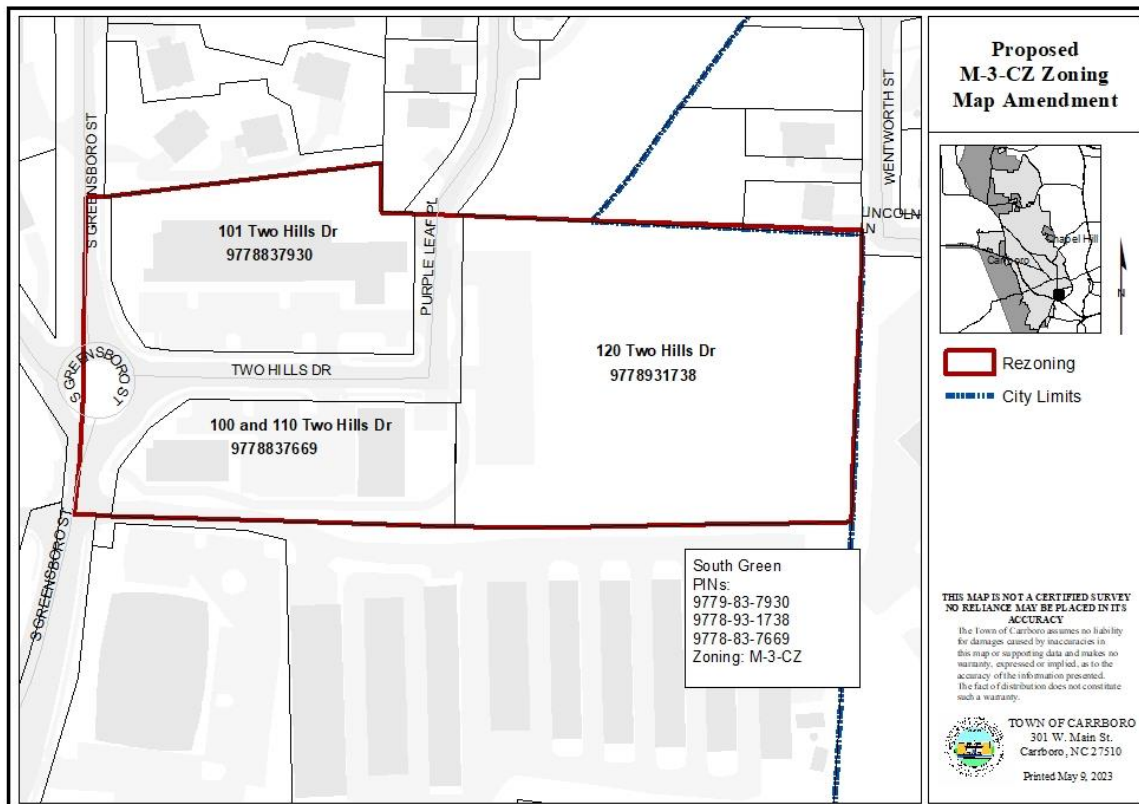 S GREENSBORO ST
101 Two Hills Dr
9778837930
PURPLE LEAF PL
WENTWORTH ST
LINCOLN
LN
S GREENSBORO ST
TWO HILLS DR
120 Two Hills Dr
9778931738
100 and 110 Two Hills Dr
9778837669
S GREENSBORO ST
South Green
PINs:
9779-83-7930
9778-93-1738
9778-83-7669
Zoning: M-3-CZ
Proposed
M-3-CZ Zoning
Map Amendment
Chapel Hill
Carrboro
N
Rezoning
City Limits
THIS MAP IS NOT A CERTIFIED SURVEY
NO RELIANCE MAY BE PLACED IN ITS
ACCURACY
The Town of Carrboro assumes no liability
for damages caused by inaccuracies in
this map or supporting data and makes no
warranty, expressed or implied, as to the
accuracy of the information presented.
The fact of distribution does not constitute
such a warranty.
TOWN OF CARRBORO
301 W. Main St.
Carrboro, NC 27510
Printed May 9, 2023